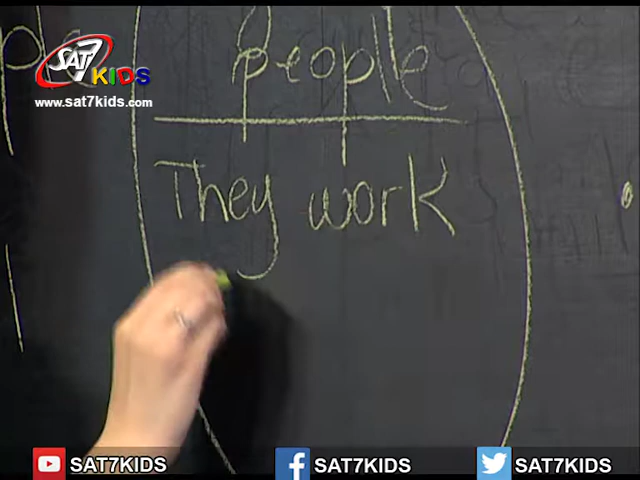 people
SAT7
KIDS
www.sat7kids.com
They work
SAT7KIDS
SAT7KIDS
SAT7KIDS